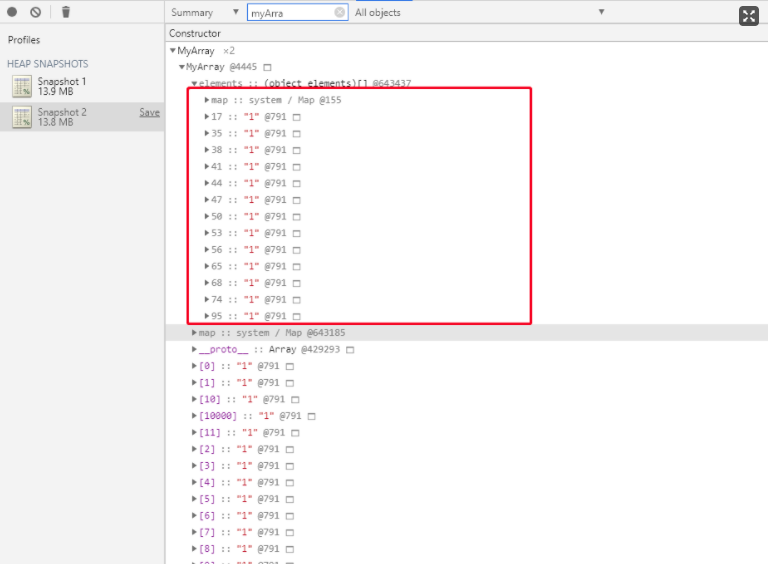 Summary ▼ myArra All objects ▼
Profiles
Constructor
HEAP SNAPSHOTS
Snapshot 1
13.9 MB
Snapshot 2 Save
13.8 MB
▼MyArray ×2
▼MyArray @4445
▼elements :: (object elements)[] @643437
▶map :: system / Map @155
▶17 :: "1" @791
▶35 :: "1" @791
▶38 :: "1" @791
▶41 :: "1" @791
▶44 :: "1" @791
▶47 :: "1" @791
▶50 :: "1" @791
▶53 :: "1" @791
▶56 :: "1" @791
▶65 :: "1" @791
▶68 :: "1" @791
▶74 :: "1" @791
▶95 :: "1" @791
▶map :: system / Map @643185
▶__proto__ :: Array @429293
▶[0] :: "1" @791
▶[1] :: "1" @791
▶[10] :: "1" @791
▶[10000] :: "1" @791
▶[11] :: "1" @791
▶[2] :: "1" @791
▶[3] :: "1" @791
▶[4] :: "1" @791
▶[5] :: "1" @791
▶[6] :: "1" @791
▶[7] :: "1" @791
▶[8] :: "1" @791